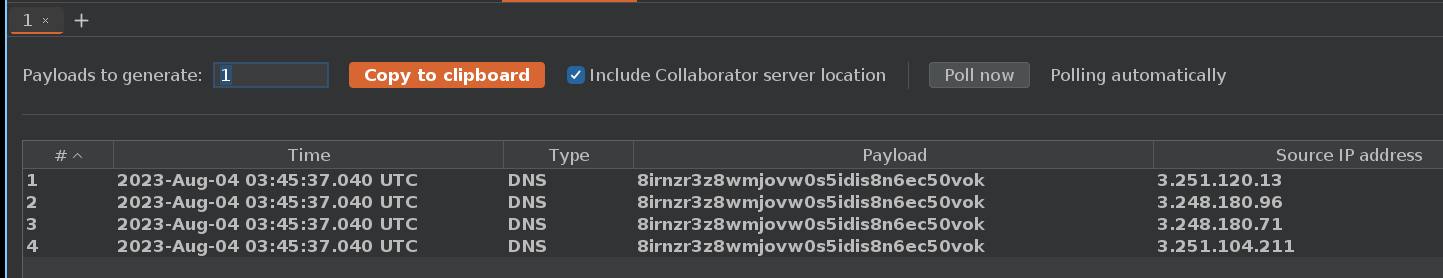 1 × +
Payloads to generate: 1 Copy to clipboard Include Collaborator server location Poll now Polling automatically
# Time Type Payload Source IP address
1 2023-Aug-04 03:45:37.040 UTC DNS 8irnzr3z8wmjovw0s5idis8n6ec50vok 3.251.120.13
2 2023-Aug-04 03:45:37.040 UTC DNS 8irnzr3z8wmjovw0s5idis8n6ec50vok 3.248.180.96
3 2023-Aug-04 03:45:37.040 UTC DNS 8irnzr3z8wmjovw0s5idis8n6ec50vok 3.248.180.71
4 2023-Aug-04 03:45:37.040 UTC DNS 8irnzr3z8wmjovw0s5idis8n6ec50vok 3.251.104.211